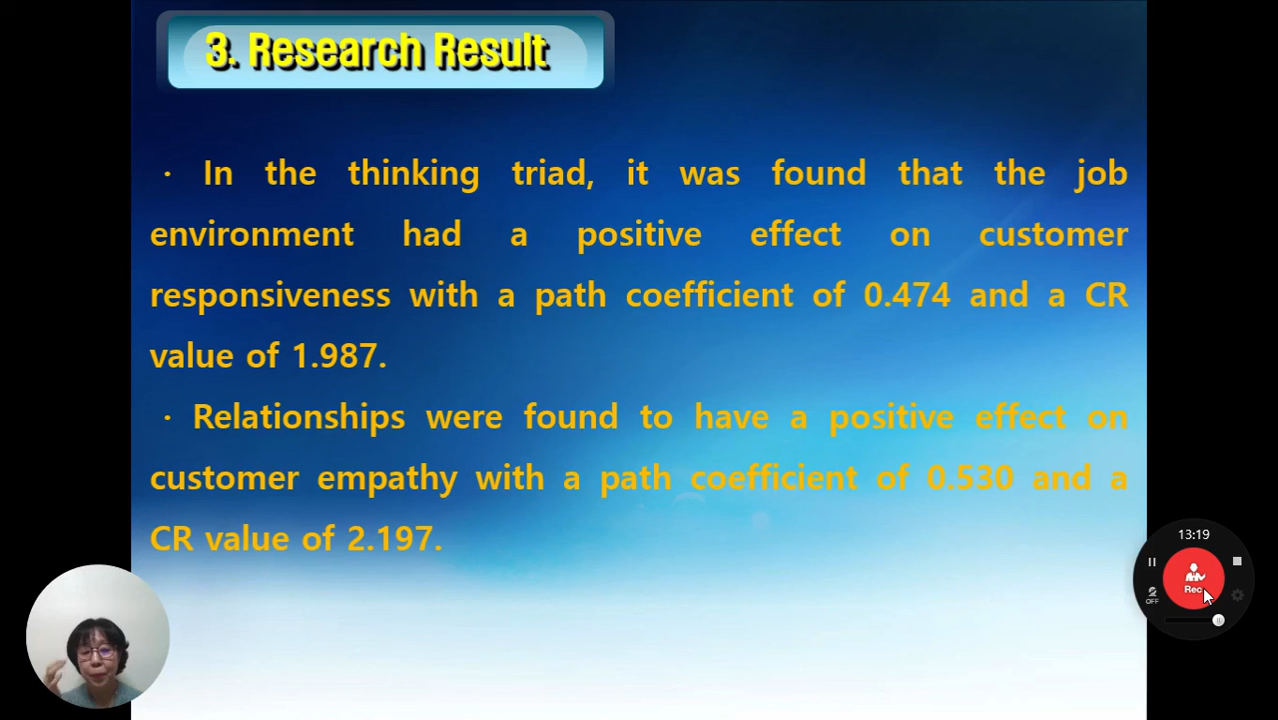 3. Research Result
· In the thinking triad, it was found that the job
environment had a positive effect on customer
responsiveness with a path coefficient of 0.474 and a CR
value of 1.987.
· Relationships were found to have a positive effect on
customer empathy with a path coefficient of 0.530 and a
CR value of 2.197.
13:19
Rec
OFF